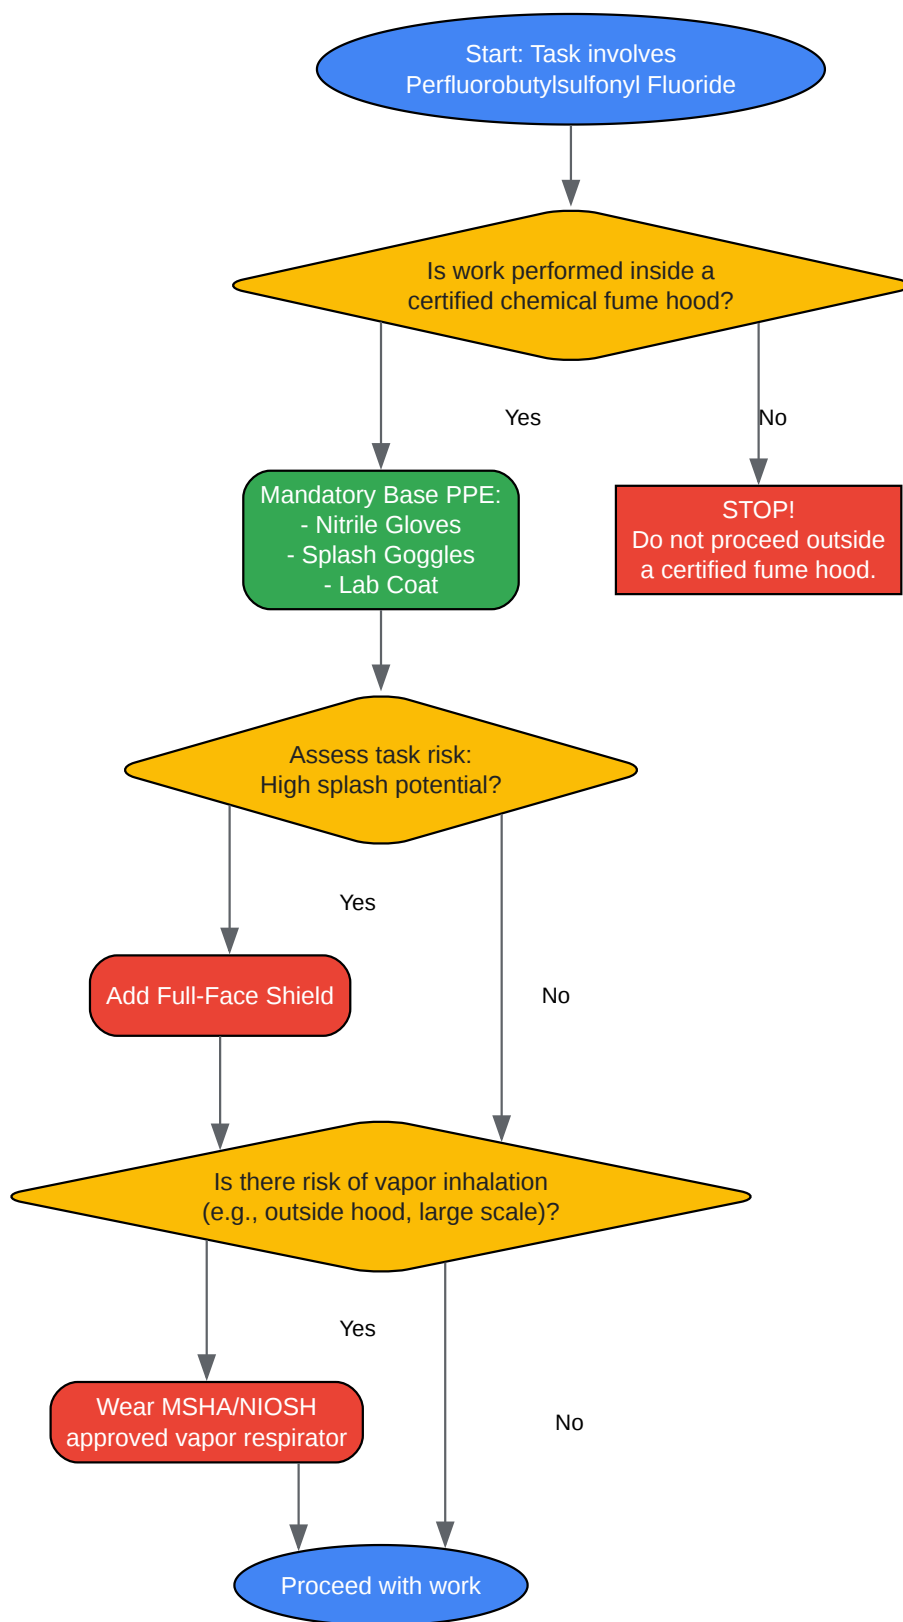 Start: Task involves
Perfluorobutylsulfonyl Fluoride
Is work performed inside a
certified chemical fume hood?
Yes
No
Mandatory Base PPE:
- Nitrile Gloves
- Splash Goggles
- Lab Coat
STOP!
Do not proceed outside
a certified fume hood.
Assess task risk:
High splash potential?
Yes
Add Full-Face Shield
No
Is there risk of vapor inhalation
(e.g., outside hood, large scale)?
Yes
Wear MSHA/NIOSH
approved vapor respirator
No
Proceed with work